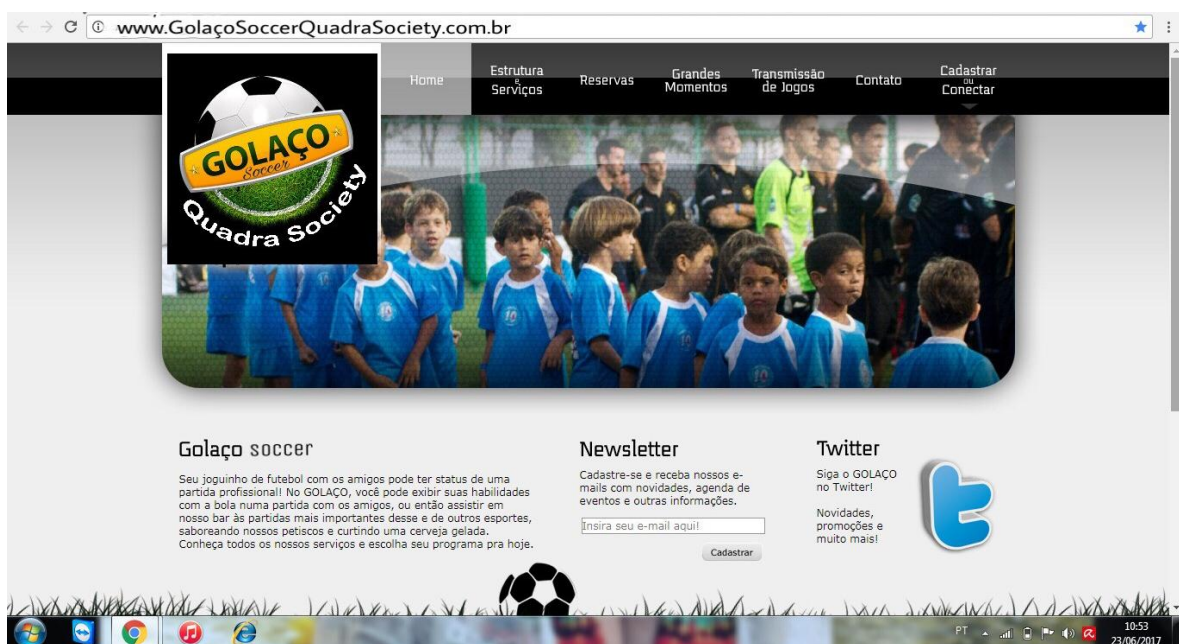 www.GolaçoSoccerQuadraSociety.com.br
GOLAÇO
Soccer
Quadra Society
Home
Estrutura
e
Serviços
Reservas
Grandes
Momentos
Transmissão
de Jogos
Contato
Cadastrar
ou
Conectar
10
10
10
Golaço soccer
Seu joguinho de futebol com os amigos pode ter status de uma
partida profissional! No GOLAÇO, você pode exibir suas habilidades
com a bola numa partida com os amigos, ou então assistir em
nosso bar às partidas mais importantes desse e de outros esportes,
saboreando nossos petiscos e curtindo uma cerveja gelada.
Conheça todos os nossos serviços e escolha seu programa pra hoje.
Newsletter
Cadastre-se e receba nossos e-
mails com novidades, agenda de
eventos e outras informações.
Insira seu e-mail aqui!
Cadastrar
Twitter
Siga o GOLAÇO
no Twitter!
Novidades,
promoções e
muito mais!
t
PT
10:53
23/06/2017